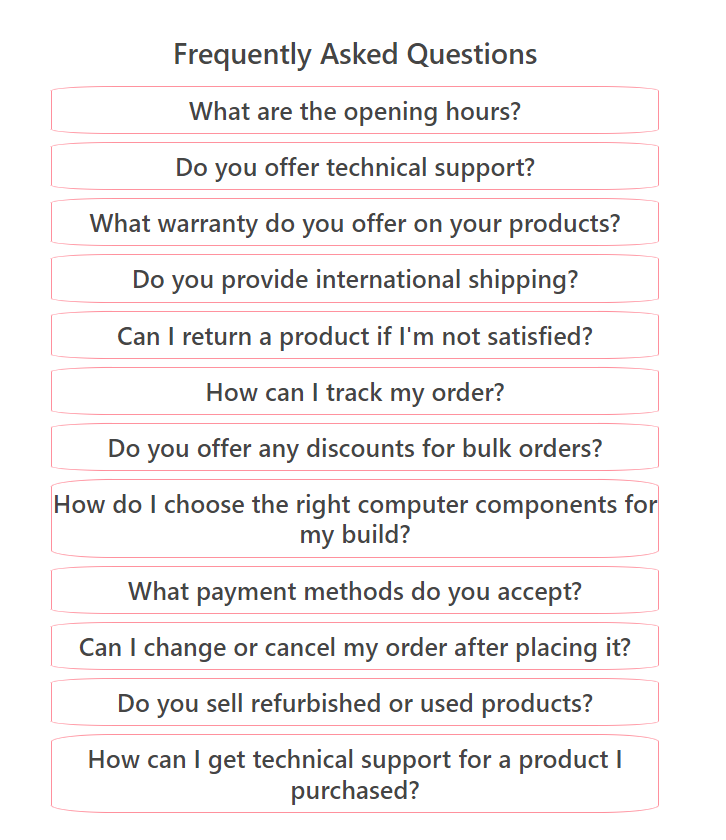 Frequently Asked Questions
What are the opening hours?
Do you offer technical support?
What warranty do you offer on your products?
Do you provide international shipping?
Can I return a product if I'm not satisfied?
How can I track my order?
Do you offer any discounts for bulk orders?
How do I choose the right computer components for
my build?
What payment methods do you accept?
Can I change or cancel my order after placing it?
Do you sell refurbished or used products?
How can I get technical support for a product I
purchased?